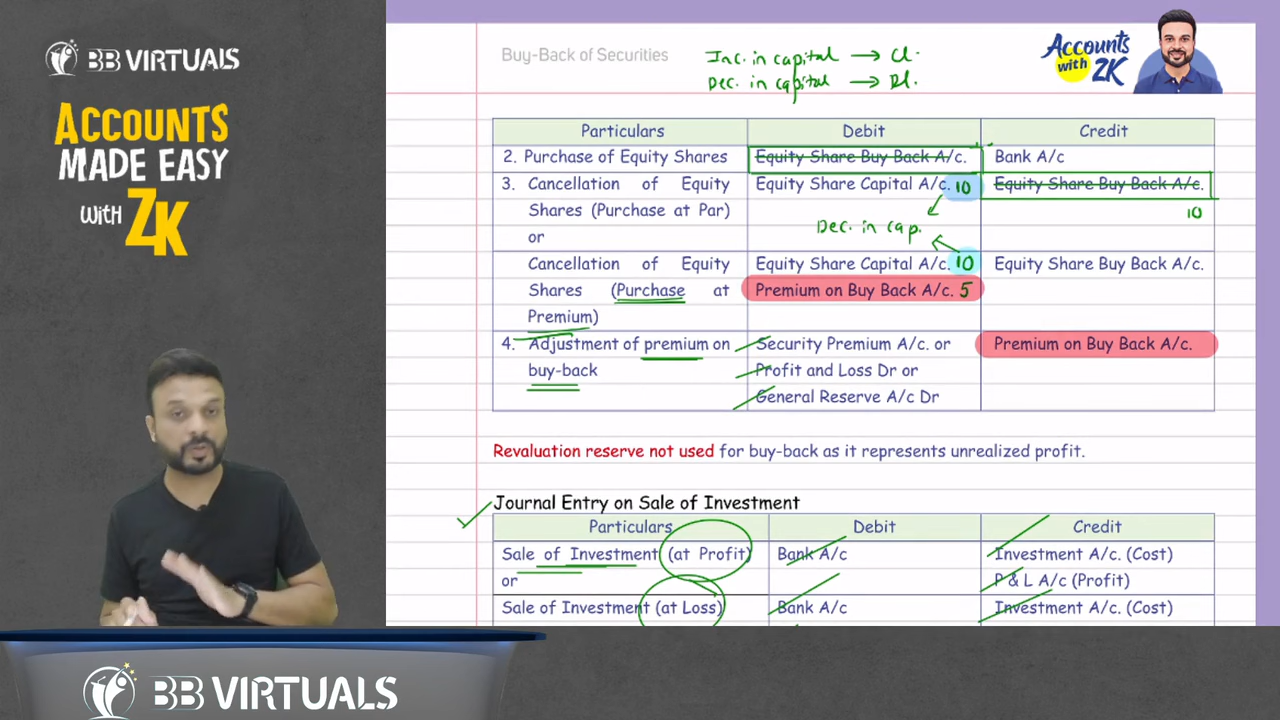 BB VIRTUALS
ACCOUNTS
MADE EASY
with ZK
Buy-Back of Securities
Inc. in capital → Cr.
Dec. in capital → Dr.
Accounts
with ZK
Particulars Debit Credit
2. Purchase of Equity Shares Equity Share Buy Back A/c. Bank A/c
3. Cancellation of Equity Equity Share Capital A/c. 10 Equity Share Buy Back A/c.
Shares (Purchase at Par) 10
Dec. in cap.
or
Cancellation of Equity Equity Share Capital A/c. 10 Equity Share Buy Back A/c.
Shares (Purchase at Premium on Buy Back A/c. 5
Premium)
4. Adjustment of premium on Security Premium A/c. or Premium on Buy Back A/c.
buy-back Profit and Loss Dr or
General Reserve A/c Dr
Revaluation reserve not used for buy-back as it represents unrealized profit.
Journal Entry on Sale of Investment
Particulars Debit Credit
Sale of Investment (at Profit) Bank A/c Investment A/c. (Cost)
or P & L A/c (Profit)
Sale of Investment (at Loss) Bank A/c Investment A/c. (Cost)
BB VIRTUALS